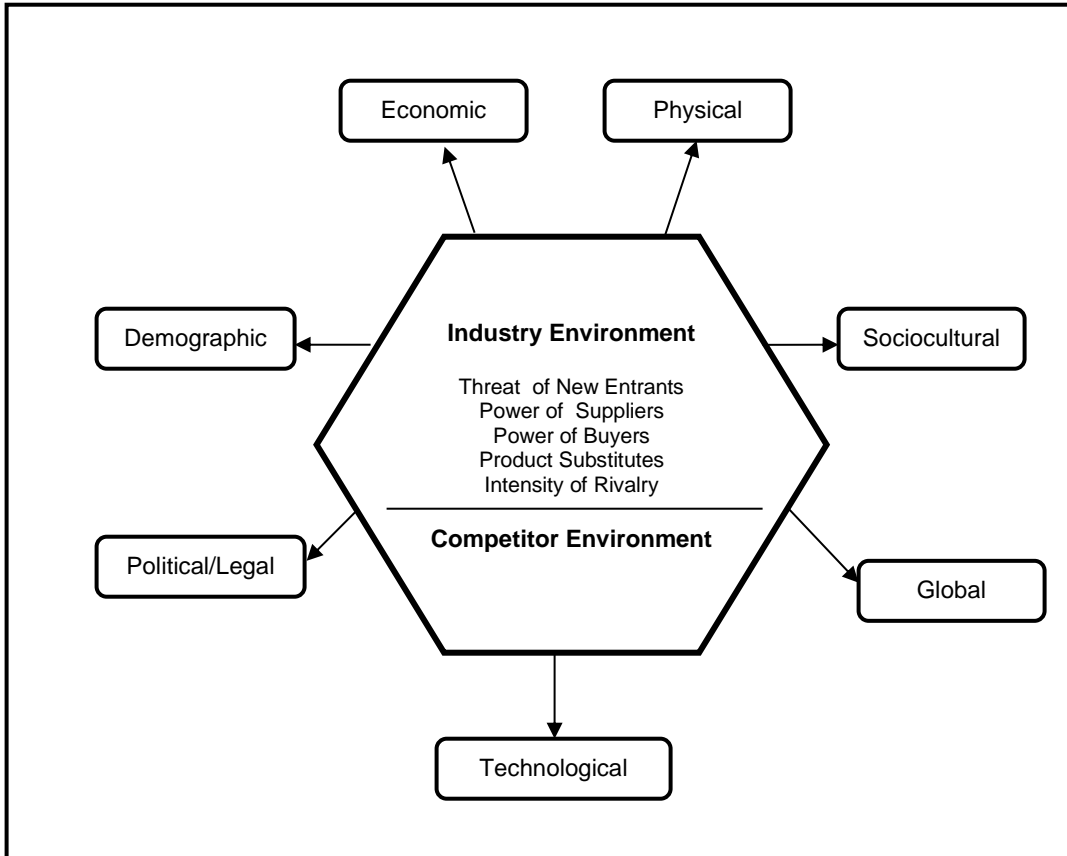 Economic
Physical
Demographic
Industry Environment
Sociocultural
Threat of New Entrants
Power of Suppliers
Power of Buyers
Product Substitutes
Intensity of Rivalry
Competitor Environment
Political/Legal
Global
Technological